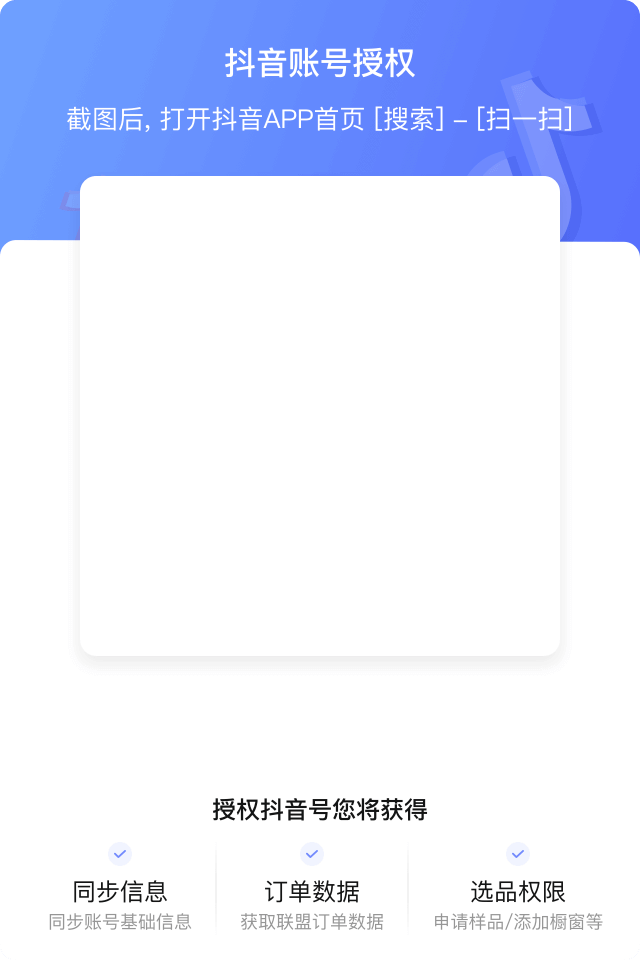 抖音账号授权
截图后, 打开抖音APP首页 [搜索] – [扫一扫]
授权抖音号您将获得
同步信息
同步账号基础信息
订单数据
获取联盟订单数据
选品权限
申请样品/添加橱窗等